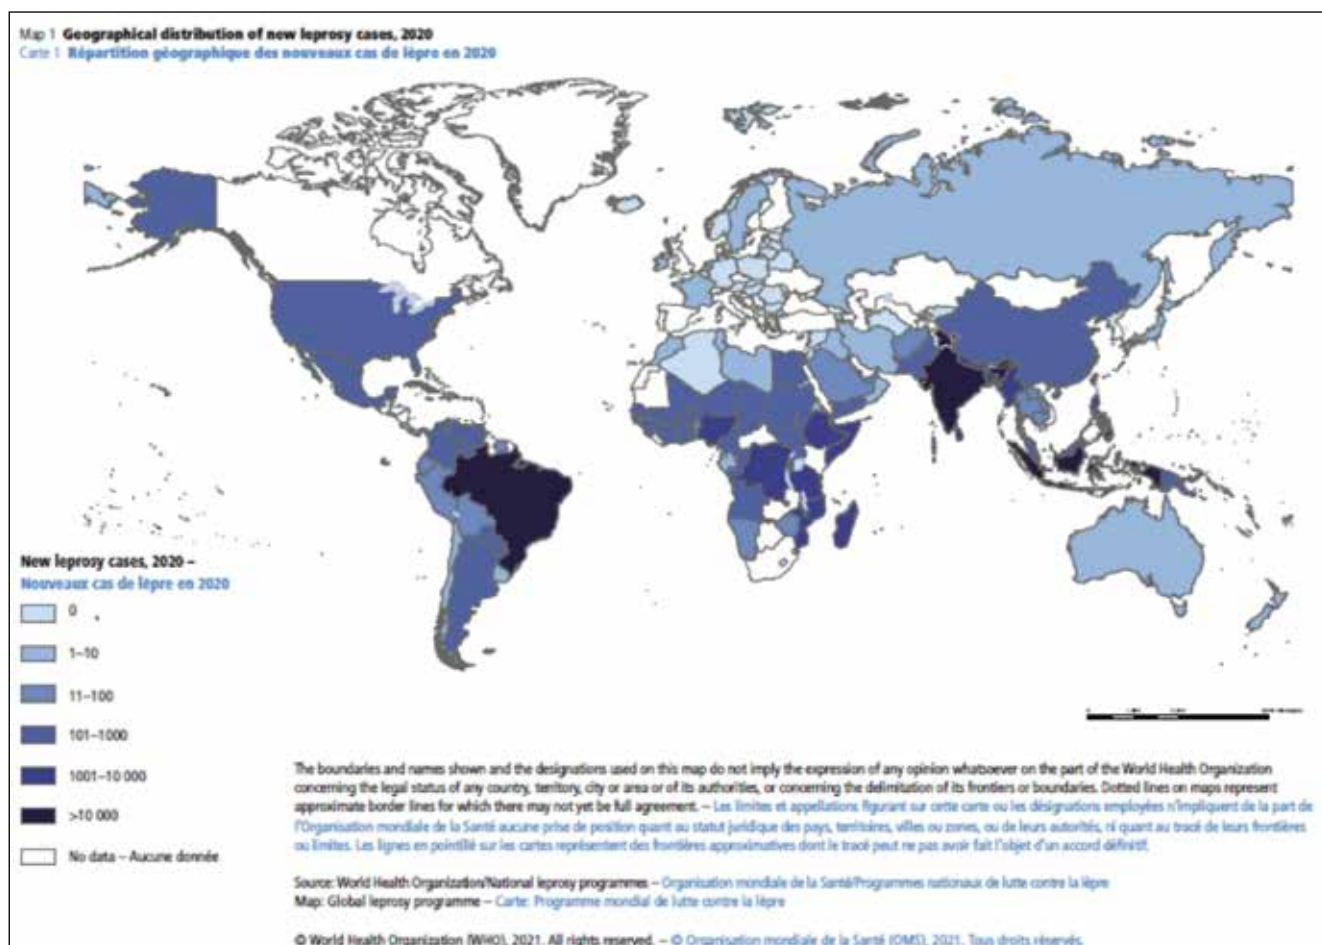 Map 1 Geographical distribution of new leprosy cases, 2020
Carte 1 Répartition géographique des nouveaux cas de lèpre en 2020
New leprosy cases, 2020 –
Nouveaux cas de lèpre en 2020
0
1–10
11–100
101–1000
1001–10 000
>10 000
No data – Aucune donnée
The boundaries and names shown and the designations used on this map do not imply the expression of any opinion whatsoever on the part of the World Health Organization
concerning the legal status of any country, territory, city or area or of its authorities, or concerning the delimitation of its frontiers or boundaries. Dotted lines on maps represent
approximate border lines for which there may not yet be full agreement. – Les limites et appellations figurant sur cette carte ou les désignations employées n'impliquent de la part de
l'Organisation mondiale de la Santé aucune prise de position quant au statut juridique des pays, territoires, villes ou zones, ou de leurs autorités, ni quant au tracé de leurs frontières
ou limites. Les lignes en pointillé sur les cartes représentent des frontières approximatives dont le tracé peut ne pas avoir fait l'objet d'un accord définitif.
Source: World Health Organization/National leprosy programmes – Organisation mondiale de la Santé/Programmes nationaux de lutte contre la lèpre
Map: Global leprosy programme – Carte: Programme mondial de lutte contre la lèpre
© World Health Organization (WHO), 2021. All rights reserved. – © Organisation mondiale de la Santé (OMS), 2021. Tous droits réservés.